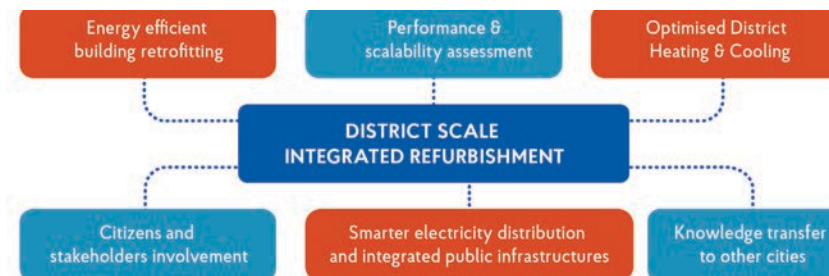 Energy efficient
building retrofitting
Performance &
scalability assessment
Optimised District
Heating & Cooling
DISTRICT SCALE
INTEGRATED REFURBISHMENT
Citizens and
stakeholders involvement
Smarter electricity distribution
and integrated public infrastructures
Knowledge transfer
to other cities